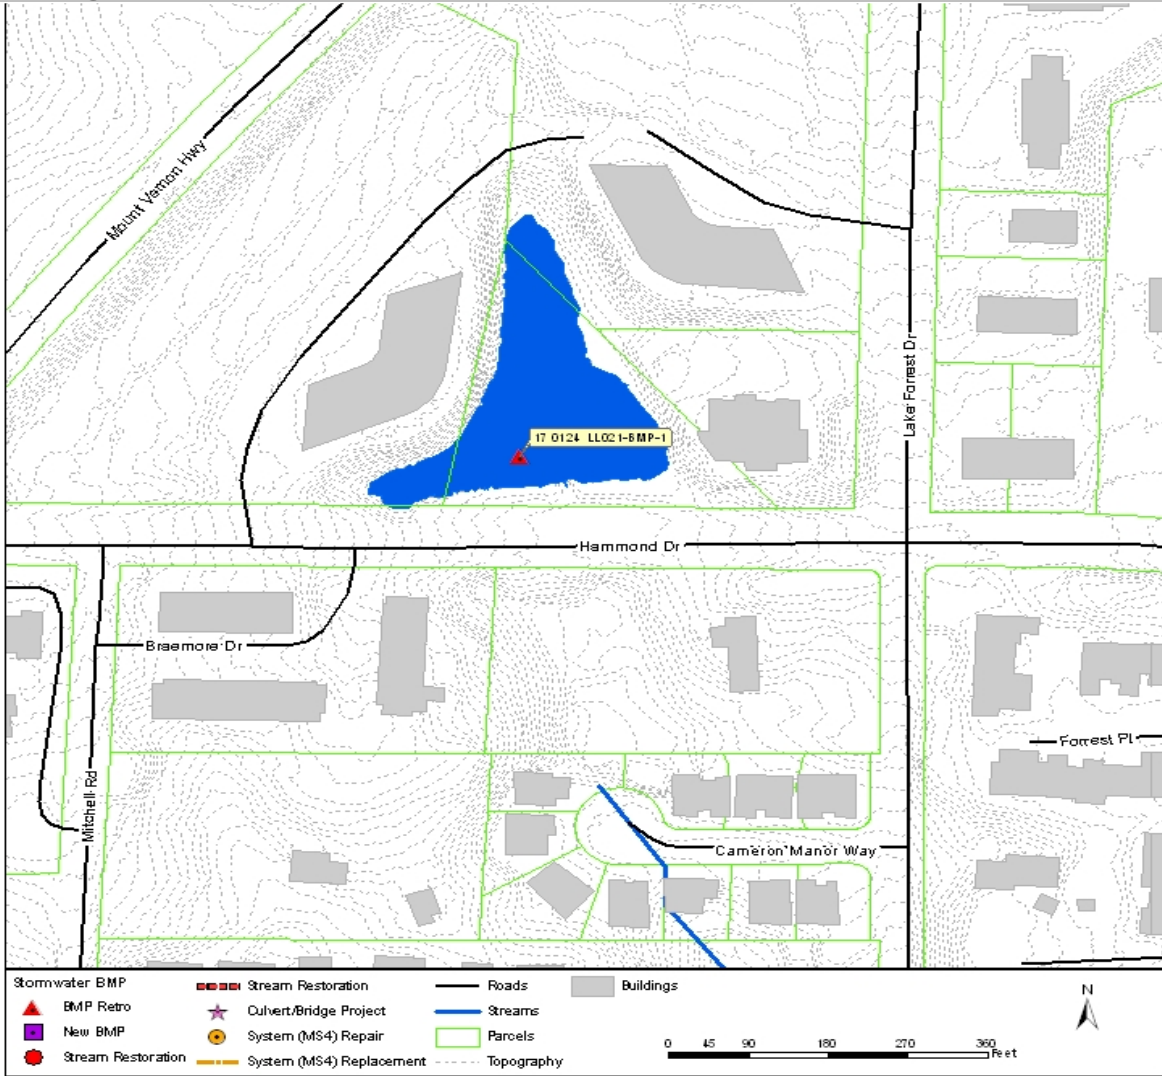 Mount Vernon Hwy
Lake Forrest Dr
17 0124 LL021-BMP-1
Hammond Dr
Braemore Dr
Forrest Pl
Mitchell Rd
Cameron Manor Way
Stormwater BMP
BMP Retro
New BMP
Stream Restoration
Stream Restoration
Culvert/Bridge Project
System (MS4) Repair
System (MS4) Replacement
Roads
Streams
Parcels
Topography
Buildings
N
0 45 90 180 270 360
Feet